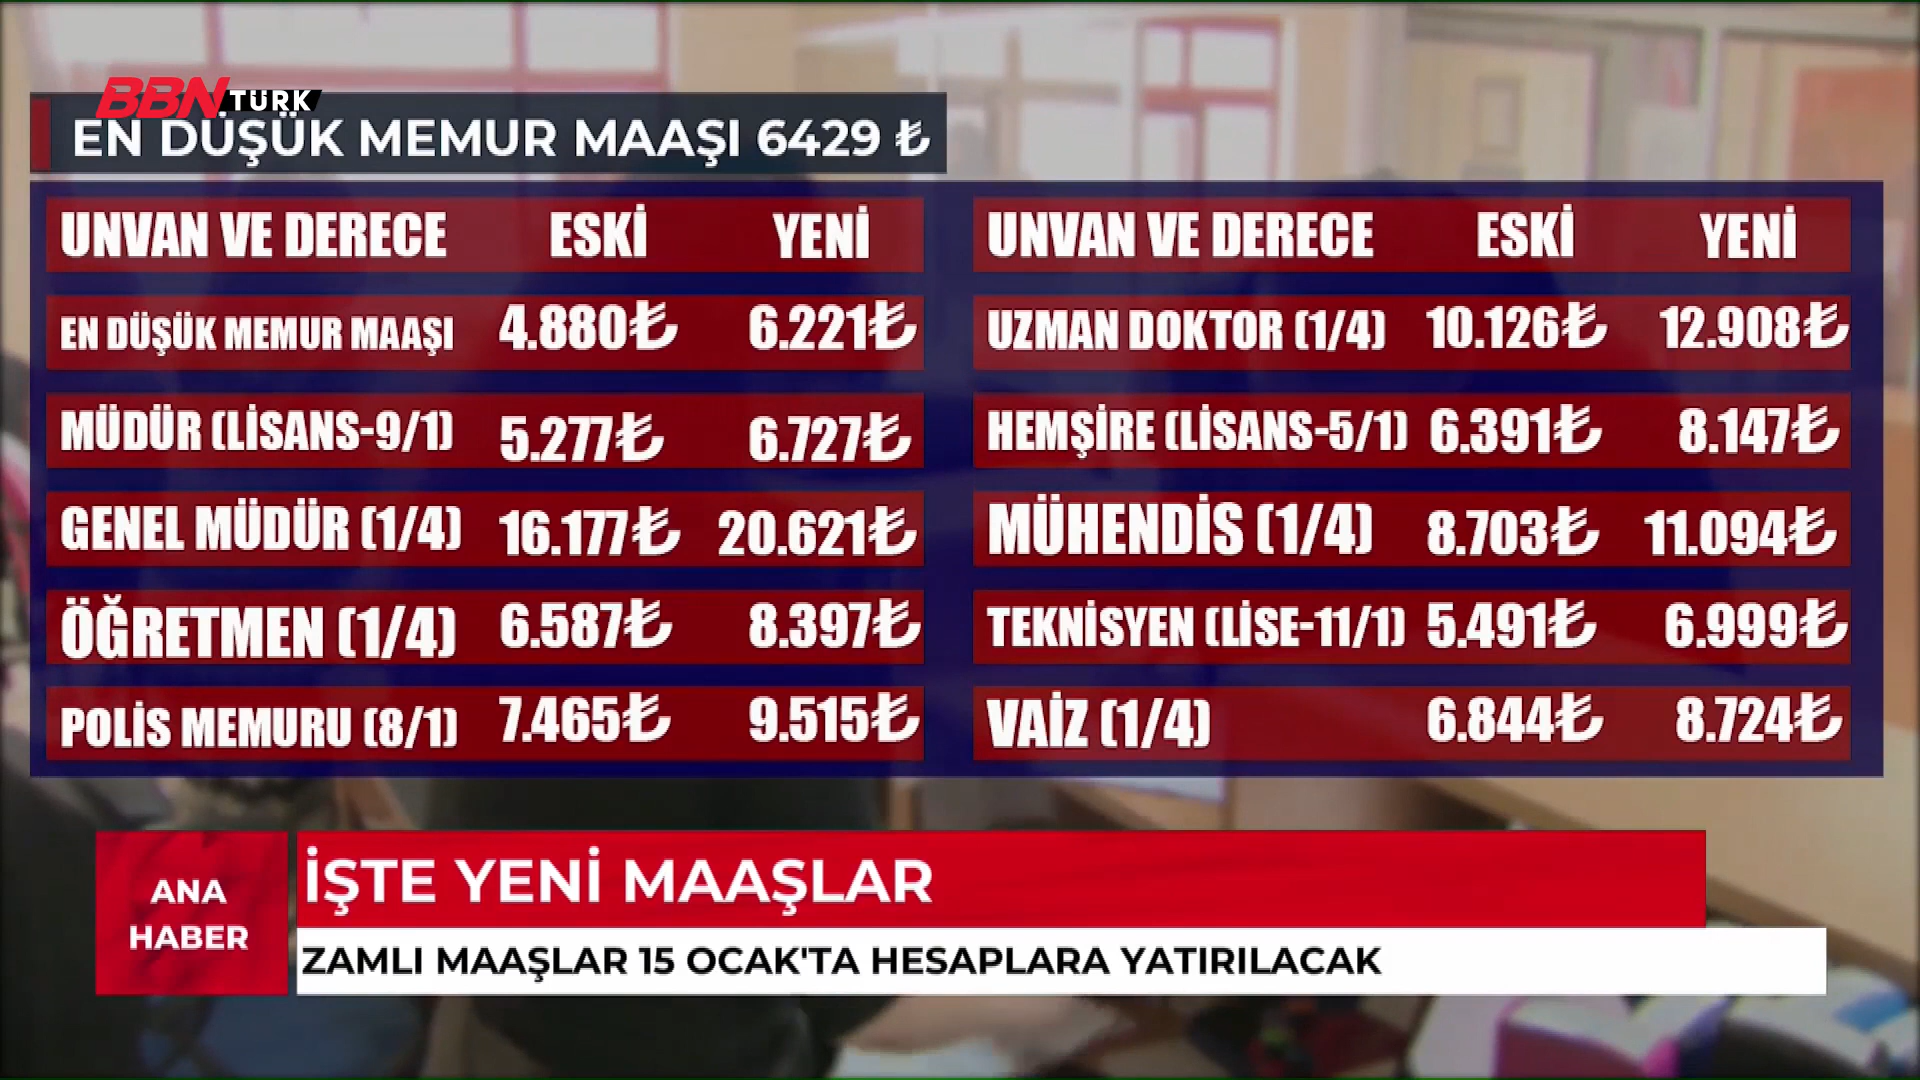 BBN TÜRK
EN DÜŞÜK MEMUR MAAŞI 6429 ₺
UNVAN VE DERECE ESKİ YENİ
EN DÜŞÜK MEMUR MAAŞI 4.880₺ 6.221₺
MÜDÜR (LİSANS-9/1) 5.277₺ 6.727₺
GENEL MÜDÜR (1/4) 16.177₺ 20.621₺
ÖĞRETMEN (1/4) 6.587₺ 8.397₺
POLİS MEMURU (8/1) 7.465₺ 9.515₺
UNVAN VE DERECE ESKİ YENİ
UZMAN DOKTOR (1/4) 10.126₺ 12.908₺
HEMŞİRE (LİSANS-5/1) 6.391₺ 8.147₺
MÜHENDİS (1/4) 8.703₺ 11.094₺
TEKNİSYEN (LİSE-11/1) 5.491₺ 6.999₺
VAİZ (1/4) 6.844₺ 8.724₺
ANA
HABER
İŞTE YENİ MAAŞLAR
ZAMLI MAAŞLAR 15 OCAK'TA HESAPLARA YATIRILACAK